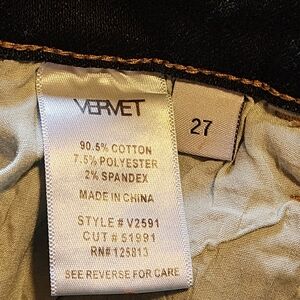 VERVET
27
90.5% COTTON
7.5% POLYESTER
2% SPANDEX
MADE IN CHINA
STYLE # V2591
CUT # 51991
RN# 125813
SEE REVERSE FOR CARE